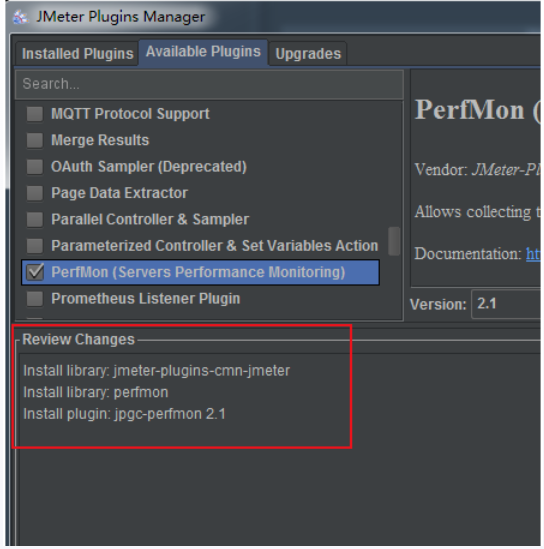 JMeter Plugins Manager
Installed Plugins Available Plugins Upgrades
Search...
MQTT Protocol Support
Merge Results
OAuth Sampler (Deprecated)
Page Data Extractor
Parallel Controller & Sampler
Parameterized Controller & Set Variables Action
PerfMon (Servers Performance Monitoring)
Prometheus Listener Plugin
PerfMon (
Vendor: JMeter-Pl
Allows collecting t
Documentation: ht
Version: 2.1
Review Changes
Install library: jmeter-plugins-cmn-jmeter
Install library: perfmon
Install plugin: jpgc-perfmon 2.1